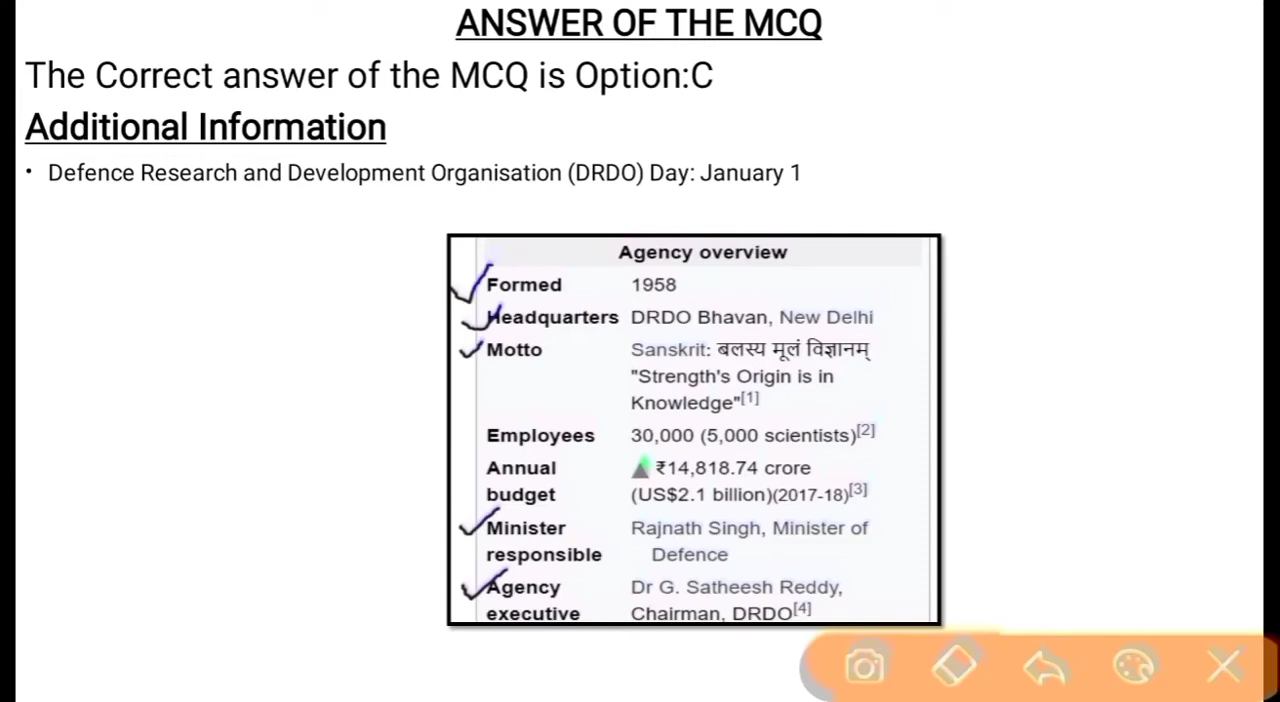 ANSWER OF THE MCQ
The Correct answer of the MCQ is Option:C
Additional Information
• Defence Research and Development Organisation (DRDO) Day: January 1
Agency overview
Formed 1958
Headquarters DRDO Bhavan, New Delhi
Motto Sanskrit: बलस्य मूलं विज्ञानम्
"Strength's Origin is in
Knowledge"[1]
Employees 30,000 (5,000 scientists)[2]
Annual ▲ ₹14,818.74 crore
budget (US$2.1 billion)(2017-18)[3]
Minister Rajnath Singh, Minister of
responsible Defence
Agency Dr G. Satheesh Reddy,
executive Chairman, DRDO[4]